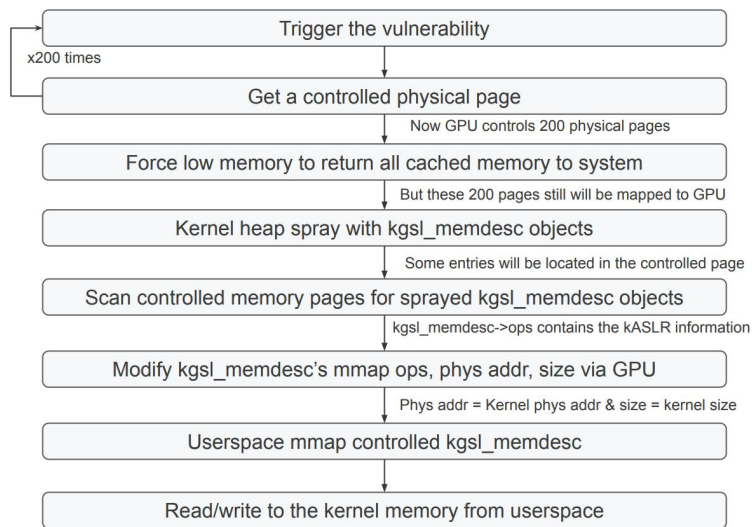 Trigger the vulnerability
x200 times
Get a controlled physical page
Now GPU controls 200 physical pages
Force low memory to return all cached memory to system
But these 200 pages still will be mapped to GPU
Kernel heap spray with kgsl_memdesc objects
Some entries will be located in the controlled page
Scan controlled memory pages for sprayed kgsl_memdesc objects
kgsl_memdesc->ops contains the kASLR information
Modify kgsl_memdesc's mmap ops, phys addr, size via GPU
Phys addr = Kernel phys addr & size = kernel size
Userspace mmap controlled kgsl_memdesc
Read/write to the kernel memory from userspace